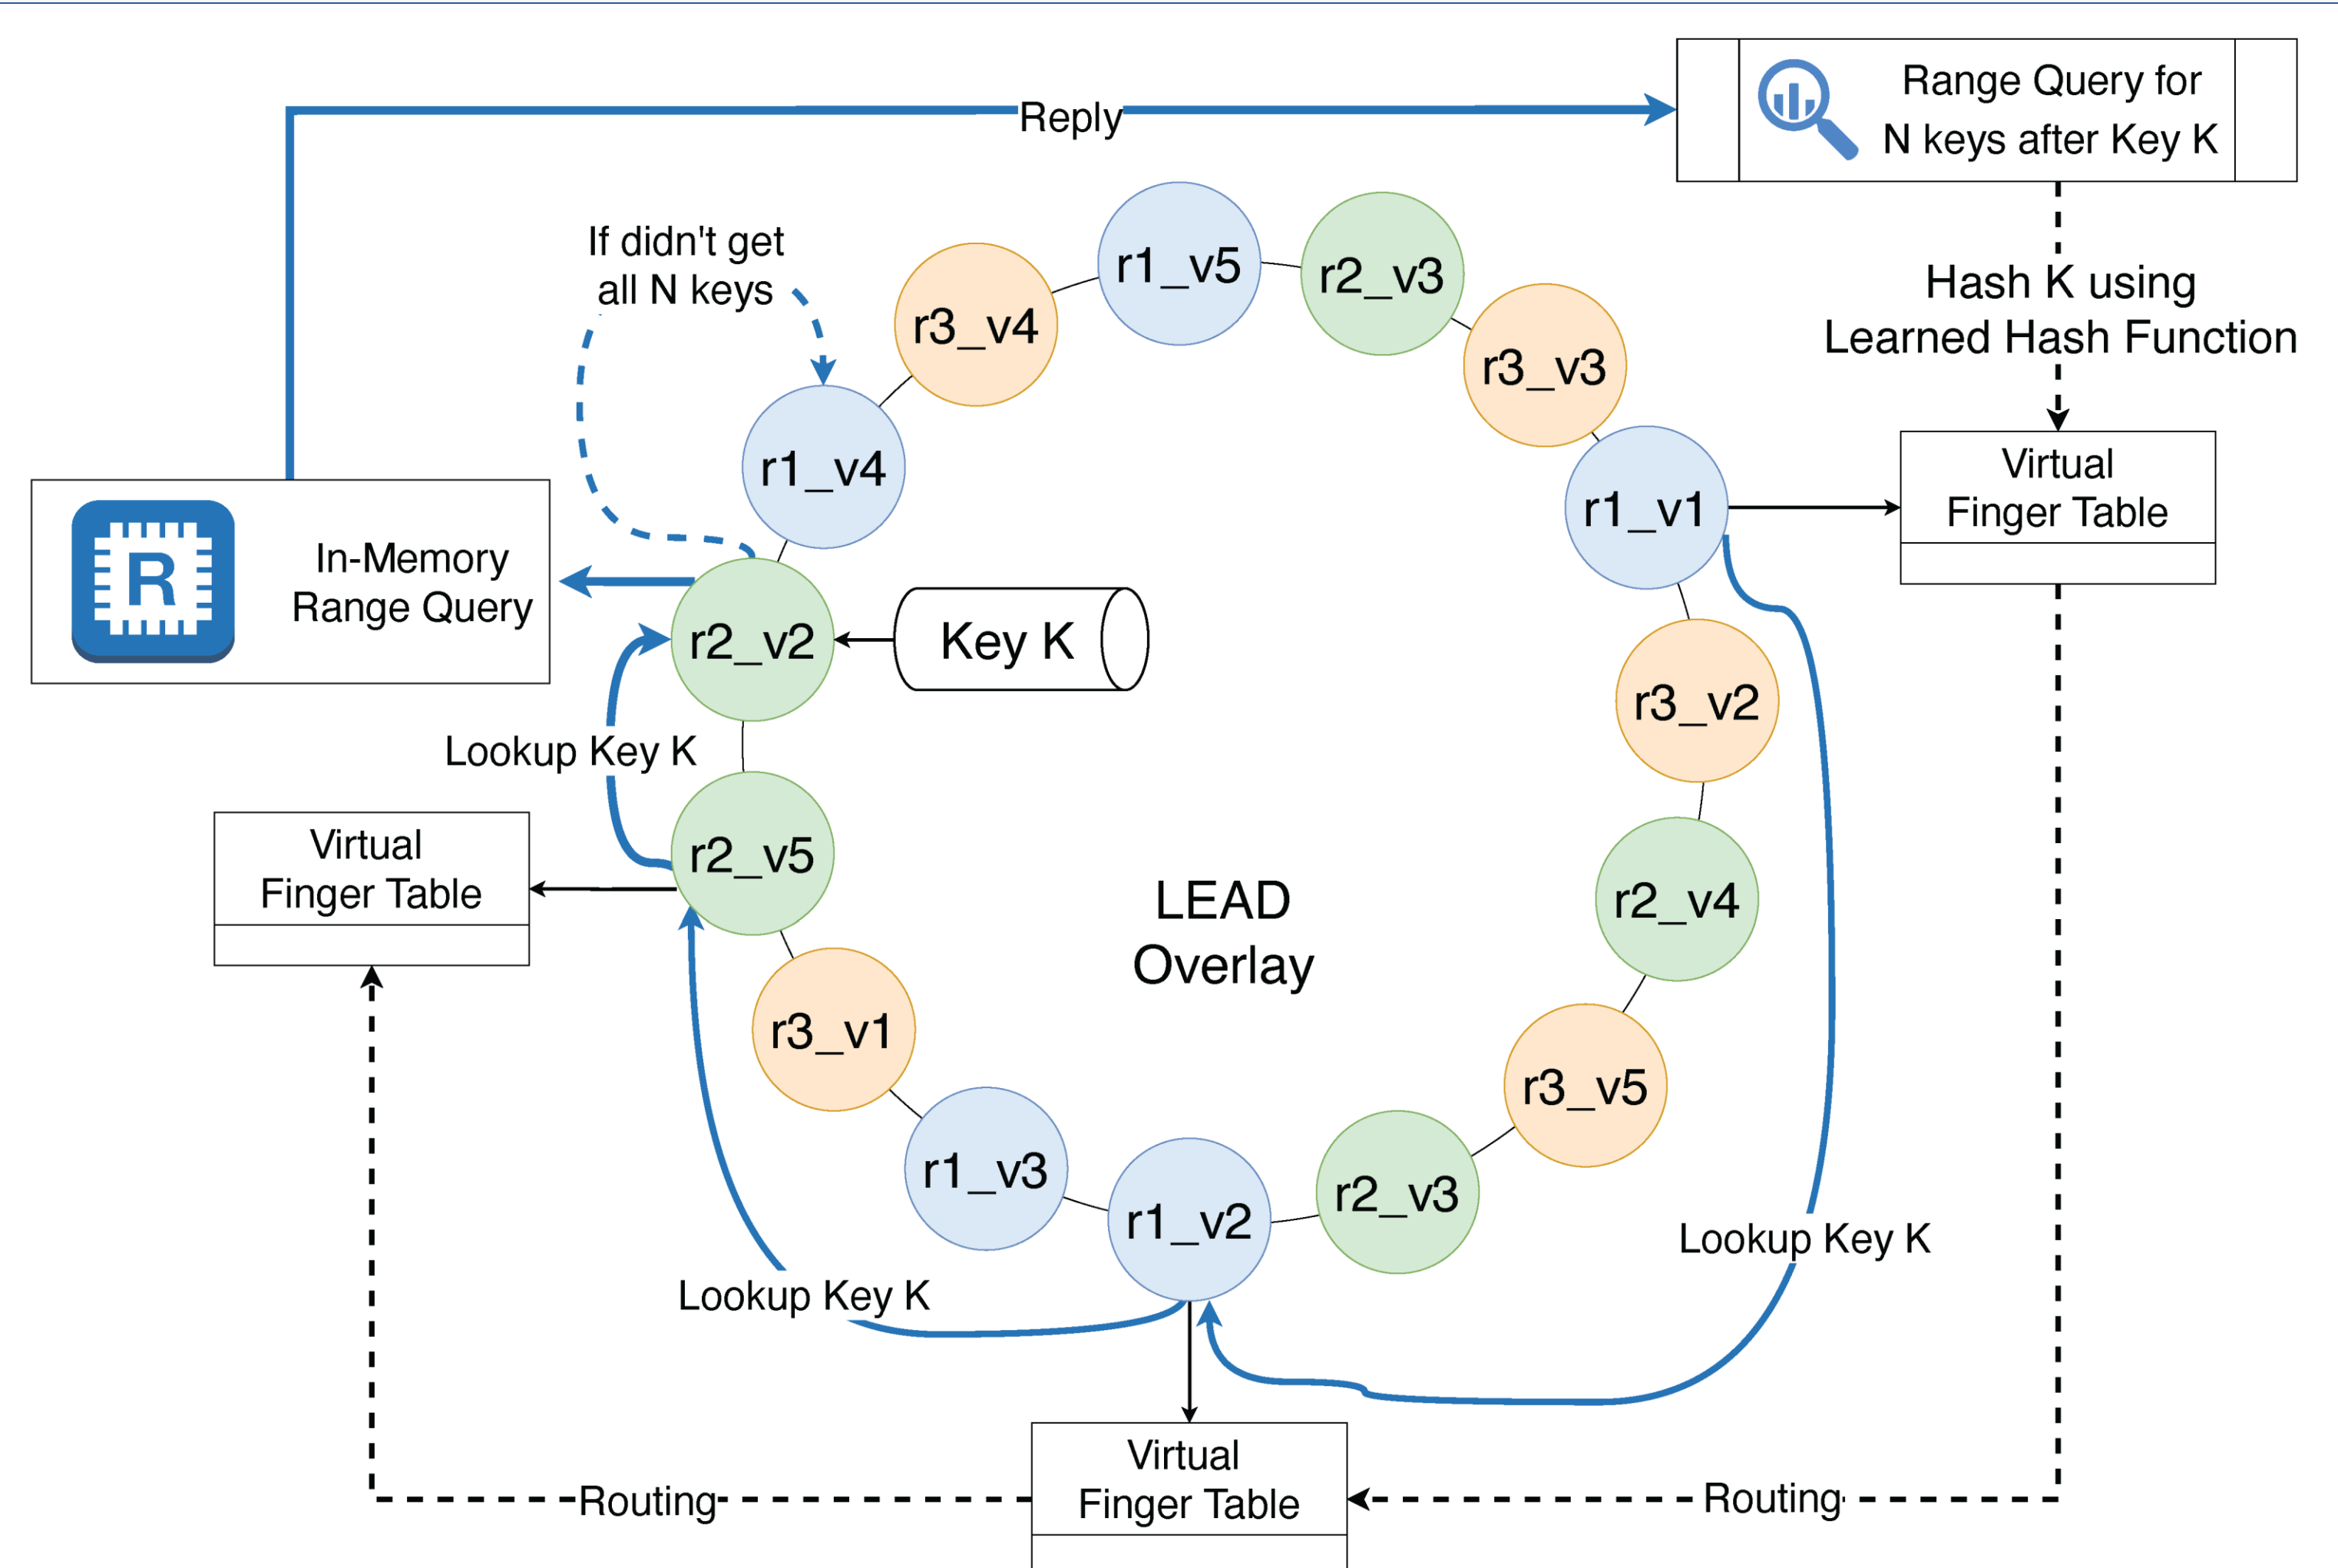 Reply
Range Query for
N keys after Key K
If didn't get
all N keys
Hash K using
Learned Hash Function
r1_v5
r2_v3
r3_v4
r3_v3
r1_v4
r1_v1
Virtual
Finger Table
R
In-Memory
Range Query
r2_v2
Key K
r3_v2
Lookup Key K
Virtual
Finger Table
r2_v5
LEAD
Overlay
r2_v4
r3_v1
r3_v5
r1_v3
r1_v2
r2_v3
Lookup Key K
Lookup Key K
Virtual
Finger Table
Routing
Routing